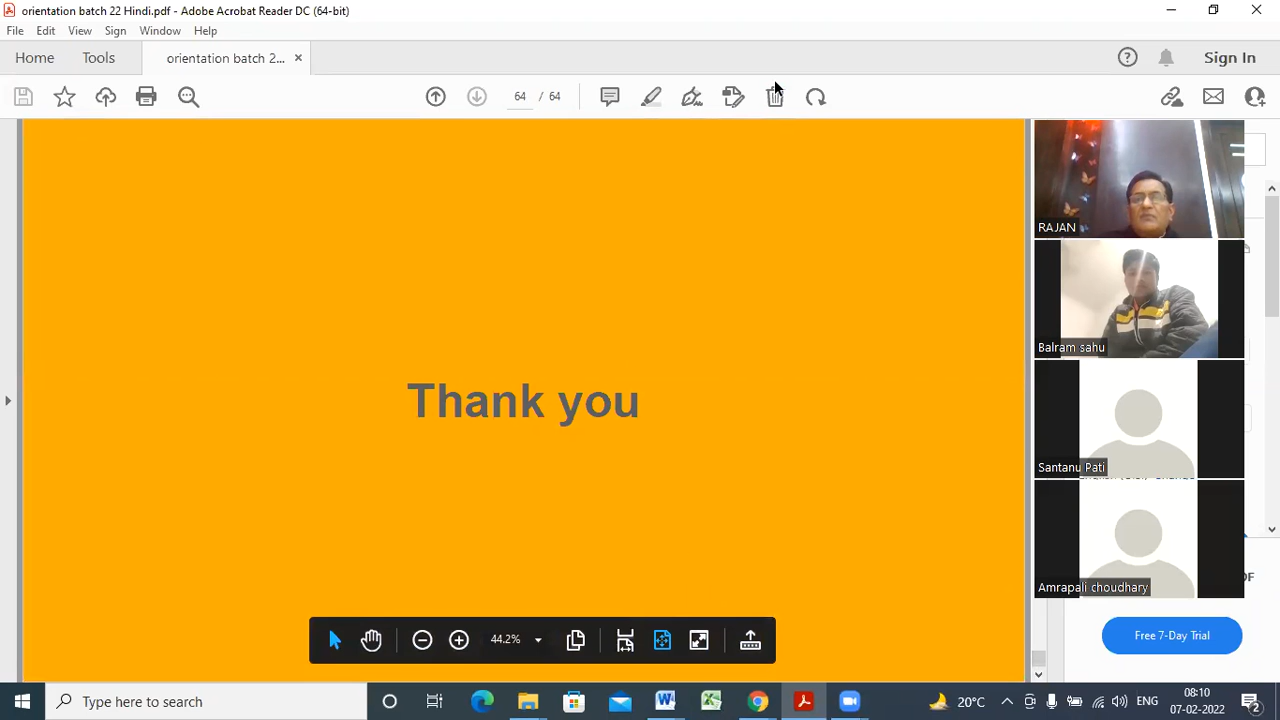 orientation batch 22 Hindi.pdf - Adobe Acrobat Reader DC (64-bit)
File Edit View Sign Window Help
Home Tools orientation batch 2... Sign In
64 / 64
RAJAN
Balram sahu
Thank you
Santanu Pati
Amrapali choudhary
DF
Free 7-Day Trial
44.2%
Type here to search
20°C
ENG
08:10
07-02-2022
2